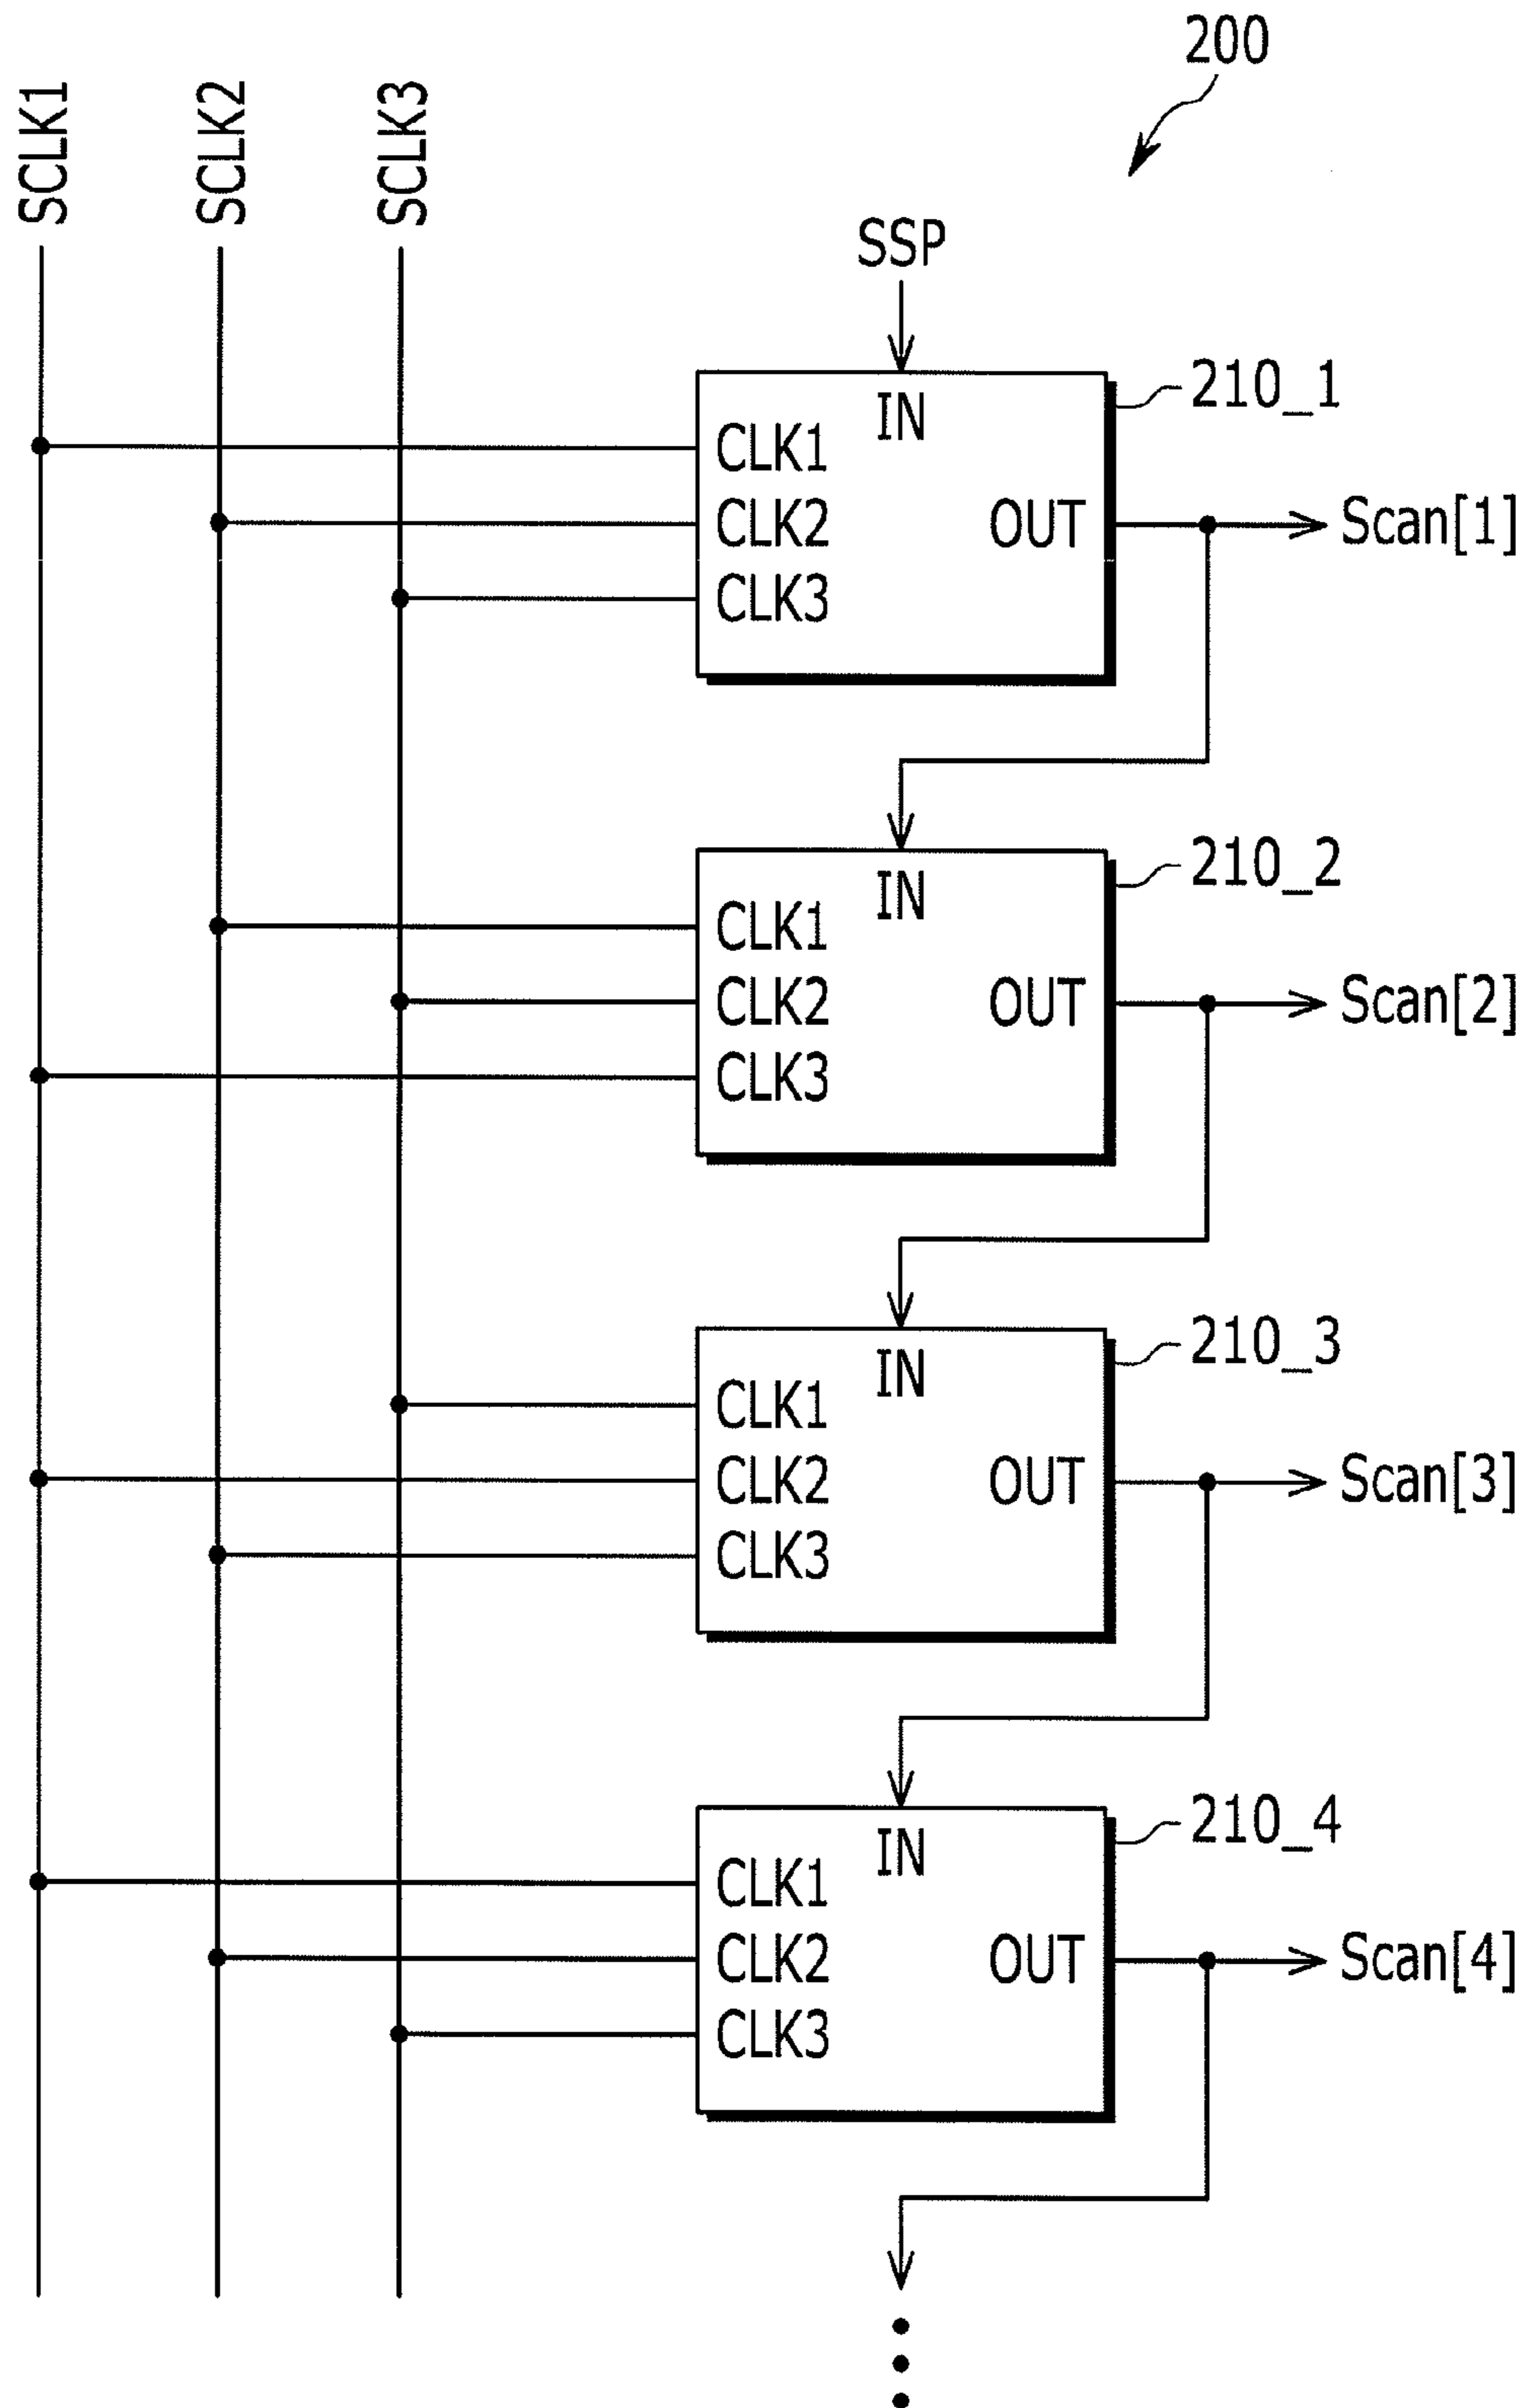 200
SCLK1
SCLK2
SCLK3
SSP
210_1
IN
CLK1
CLK2
OUT
Scan[1]
CLK3
210_2
IN
CLK1
CLK2
OUT
Scan[2]
CLK3
210_3
IN
CLK1
CLK2
OUT
Scan[3]
CLK3
210_4
IN
CLK1
CLK2
OUT
Scan[4]
CLK3